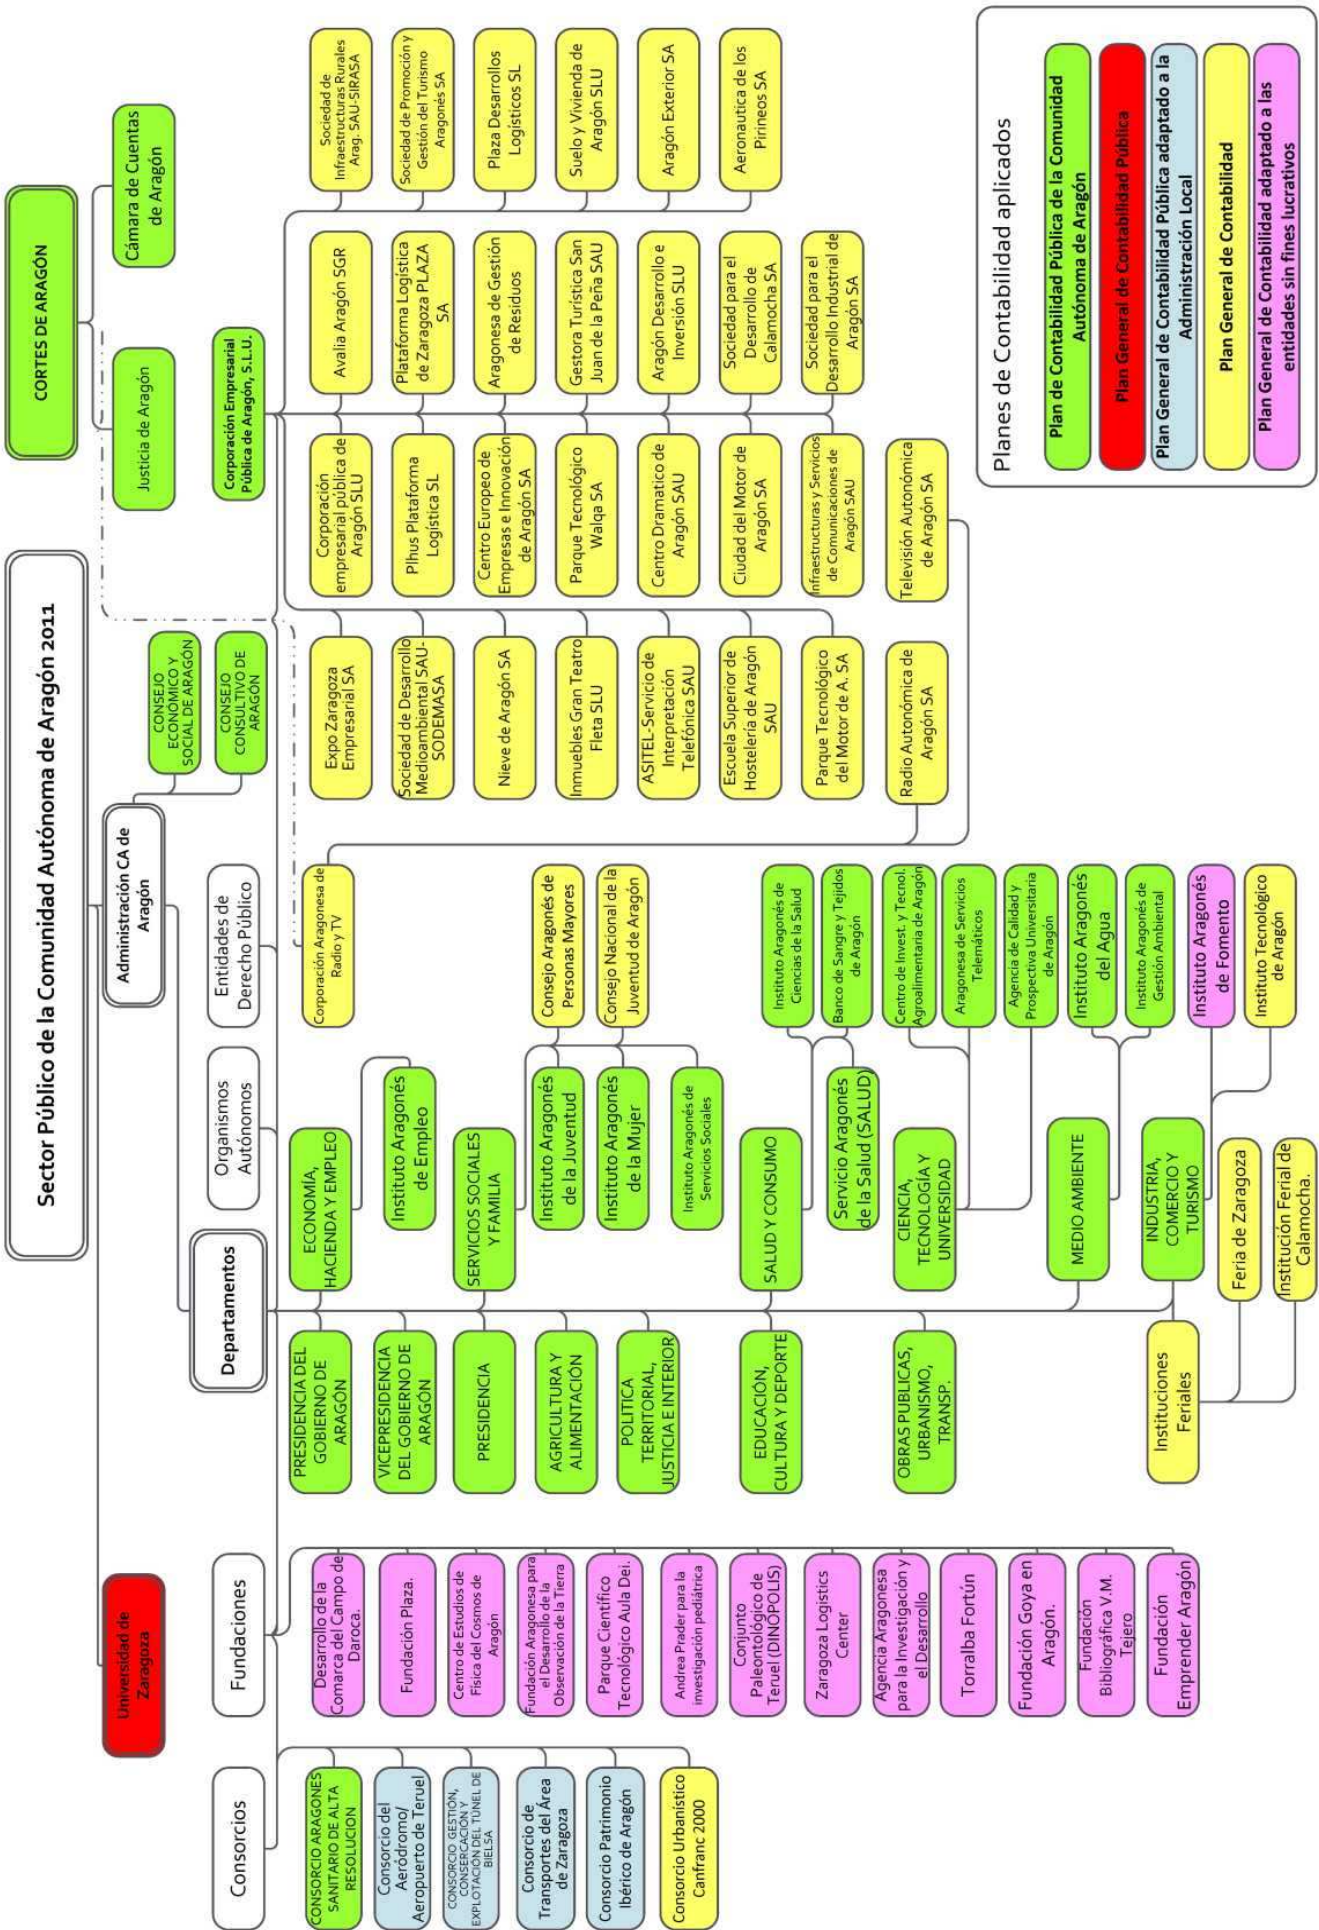 Sector Público de la Comunidad Autónoma de Aragón 2011
CORTES DE ARAGÓN
Justicia de Aragón
Cámara de Cuentas
de Aragón
Universidad de
Zaragoza
Administración CA de
Aragón
CONSEJO
ECONÓMICO Y
SOCIAL DE ARAGÓN
CONSEJO
CONSULTIVO DE
ARAGÓN
Consorcios
Fundaciones
Departamentos
Organismos
Autónomos
Entidades de
Derecho Público
Corporación Empresarial
Pública de Aragón, S.L.U.
CONSORCIO ARAGONES
SANITARIO DE ALTA
RESOLUCION
Consorcio del
Aeródromo/
Aeropuerto de Teruel
CONSORCIO GESTIÓN,
CONSERCACIÓN Y
EXPLOTACIÓN DEL TÚNEL DE
BIELSA
Consorcio de
Transportes del Área
de Zaragoza
Consorcio Patrimonio
Ibérico de Aragón
Consorcio Urbanístico
Canfranc 2000
Desarrollo de la
Comarca del Campo de
Daroca.
Fundación Plaza.
Centro de Estudios de
Física del Cosmos de
Aragón
Fundación Aragonesa para
el Desarrollo de la
Observación de la Tierra
Parque Científico
Tecnológico Aula Dei.
Andrea Prader para la
investigación pediátrica
Conjunto
Paleontológico de
Teruel (DINÓPOLIS)
Zaragoza Logistics
Center
Agencia Aragonesa
para la Investigación y
el Desarrollo
Torralba Fortún
Fundación Goya en
Aragón.
Fundación
Bibliográfica V.M.
Tejero
Fundación
Emprender Aragón
PRESIDENCIA DEL
GOBIERNO DE
ARAGÓN
VICEPRESIDENCIA
DEL GOBIERNO DE
ARAGÓN
PRESIDENCIA
AGRICULTURA Y
ALIMENTACIÓN
POLITICA
TERRITORIAL,
JUSTICIA E INTERIOR
EDUCACIÓN,
CULTURA Y DEPORTE
OBRAS PUBLICAS,
URBANISMO,
TRANSP.
Instituciones
Feriales
ECONOMÍA,
HACIENDA Y EMPLEO
SERVICIOS SOCIALES
Y FAMILIA
SALUD Y CONSUMO
CIENCIA,
TECNOLOGÍA Y
UNIVERSIDAD
MEDIO AMBIENTE
INDUSTRIA,
COMERCIO Y
TURISMO
Feria de Zaragoza
Institución Ferial de
Calamocha.
Instituto Aragonés
de Empleo
Instituto Aragonés
de la Juventud
Instituto Aragonés
de la Mujer
Instituto Aragonés de
Servicios Sociales
Servicio Aragonés
de la Salud (SALUD)
Corporación Aragonesa de
Radio y TV
Consejo Aragonés de
Personas Mayores
Consejo Nacional de la
Juventud de Aragón
Instituto Aragonés de
Ciencias de la Salud
Banco de Sangre y Tejidos
de Aragón
Centro de Invest. y Tecnol.
Agroalimentaria de Aragón
Aragonesa de Servicios
Telemáticos
Agencia de Calidad y
Prospectiva Universitaria
de Aragón
Instituto Aragonés
del Agua
Instituto Aragonés de
Gestión Ambiental
Instituto Aragonés
de Fomento
Instituto Tecnológico
de Aragón
Expo Zaragoza
Empresarial SA
Sociedad de Desarrollo
Medioambiental SAU-
SODEMASA
Nieve de Aragón SA
Inmuebles Gran Teatro
Fleta SLU
ASITEL-Servicio de
Interpretación
Telefónica SAU
Escuela Superior de
Hostelería de Aragón
SAU
Parque Tecnológico
del Motor de A. SA
Radio Autonómica de
Aragón SA
Corporación
empresarial pública de
Aragón SLU
Plhus Plataforma
Logística SL
Centro Europeo de
Empresas e Innovación
de Aragón SA
Parque Tecnológico
Walqa SA
Centro Dramatico de
Aragón SAU
Ciudad del Motor de
Aragón SA
Infraestructuras y Servicios
de Comunicaciones de
Aragón SAU
Televisión Autonómica
de Aragón SA
Avalia Aragón SGR
Plataforma Logística
de Zaragoza PLAZA
SA
Aragonesa de Gestión
de Residuos
Gestora Turística San
Juan de la Peña SAU
Aragón Desarrollo e
Inversión SLU
Sociedad para el
Desarrollo de
Calamocha SA
Sociedad para el
Desarrollo Industrial de
Aragón SA
Sociedad de
Infraestructuras Rurales
Arag. SAU-SIRASA
Sociedad de Promoción y
Gestión del Turismo
Aragonés SA
Plaza Desarrollos
Logísticos SL
Suelo y Vivienda de
Aragón SLU
Aragón Exterior SA
Aeronautica de los
Pirineos SA
Planes de Contabilidad aplicados
Plan de Contabilidad Pública de la Comunidad
Autónoma de Aragón
Plan General de Contabilidad Pública
Plan General de Contabilidad Pública adaptado a la
Administración Local
Plan General de Contabilidad
Plan General de Contabilidad adaptado a las
entidades sin fines lucrativos